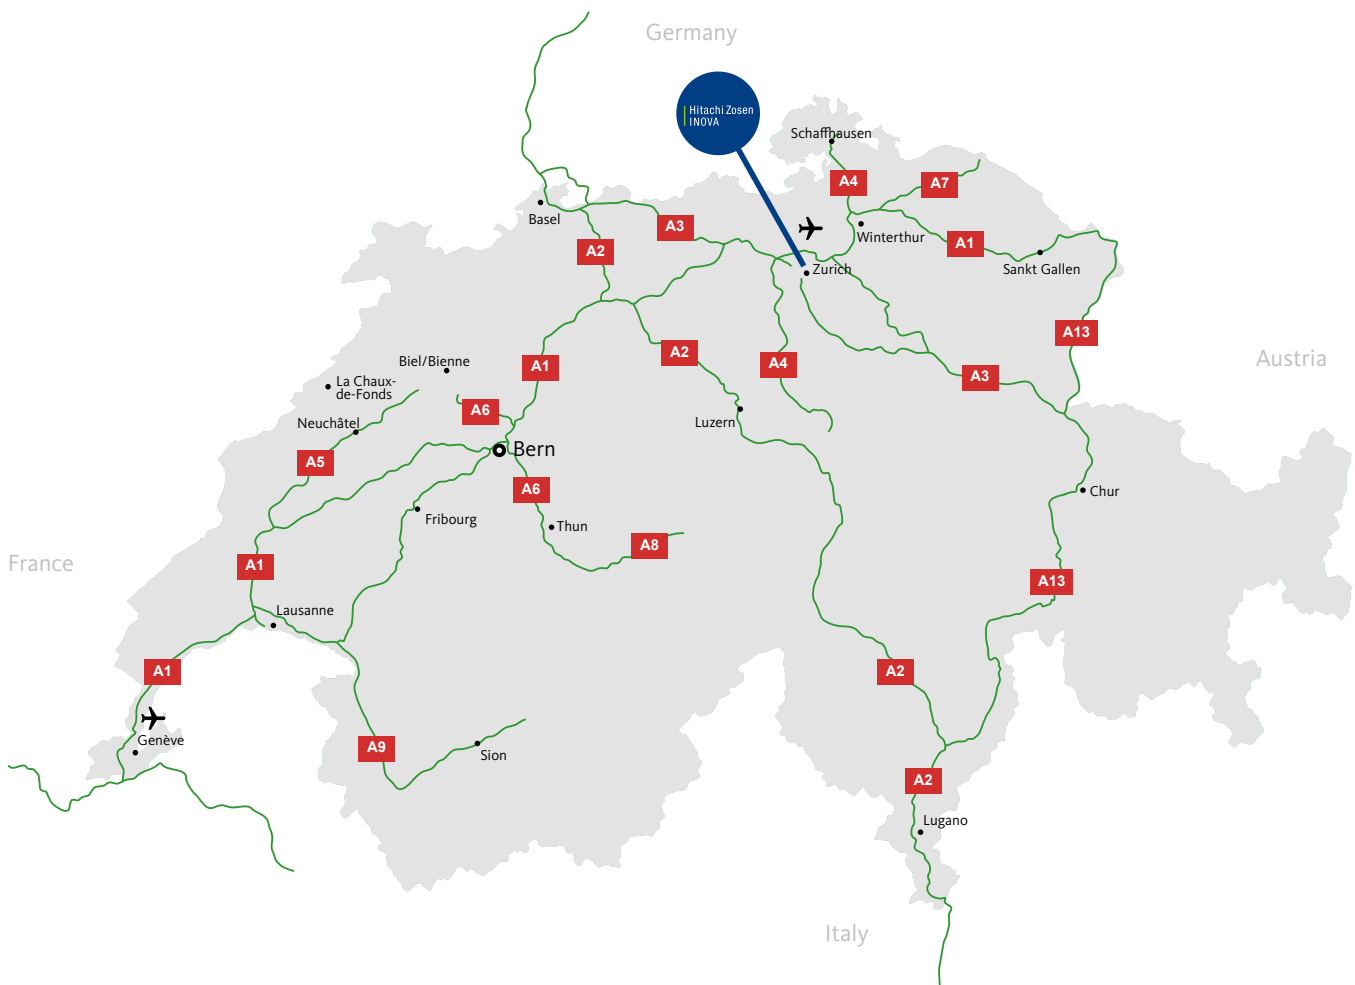 Germany
Hitachi Zosen
INOVA
Schaffhausen
A4
A7
Basel
A3
Winterthur
A2
A1
Zurich
Sankt Gallen
A13
Austria
Biel/Bienne
A1
A2
A4
A3
La Chaux-
de-Fonds
A6
Neuchâtel
Luzern
Bern
A5
A6
Chur
Fribourg
Thun
A8
France
A1
A13
Lausanne
A1
A2
Genève
A9
Sion
A2
Lugano
Italy